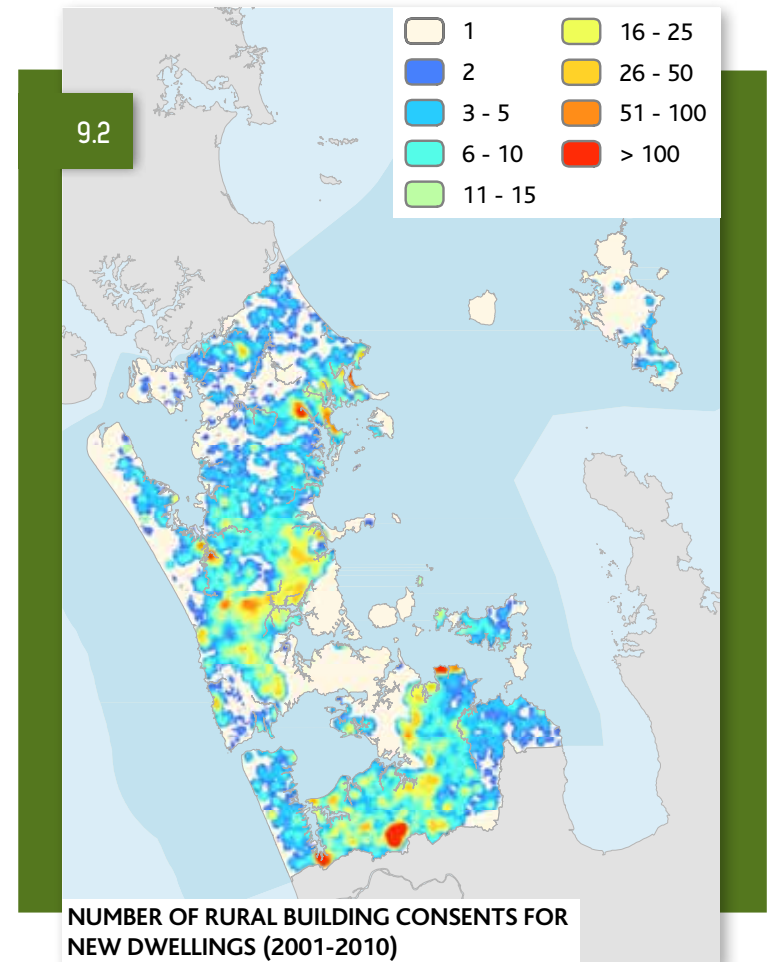 1
2
3 - 5
6 - 10
11 - 15
16 - 25
26 - 50
51 - 100
> 100
9.2
NUMBER OF RURAL BUILDING CONSENTS FOR
NEW DWELLINGS (2001-2010)